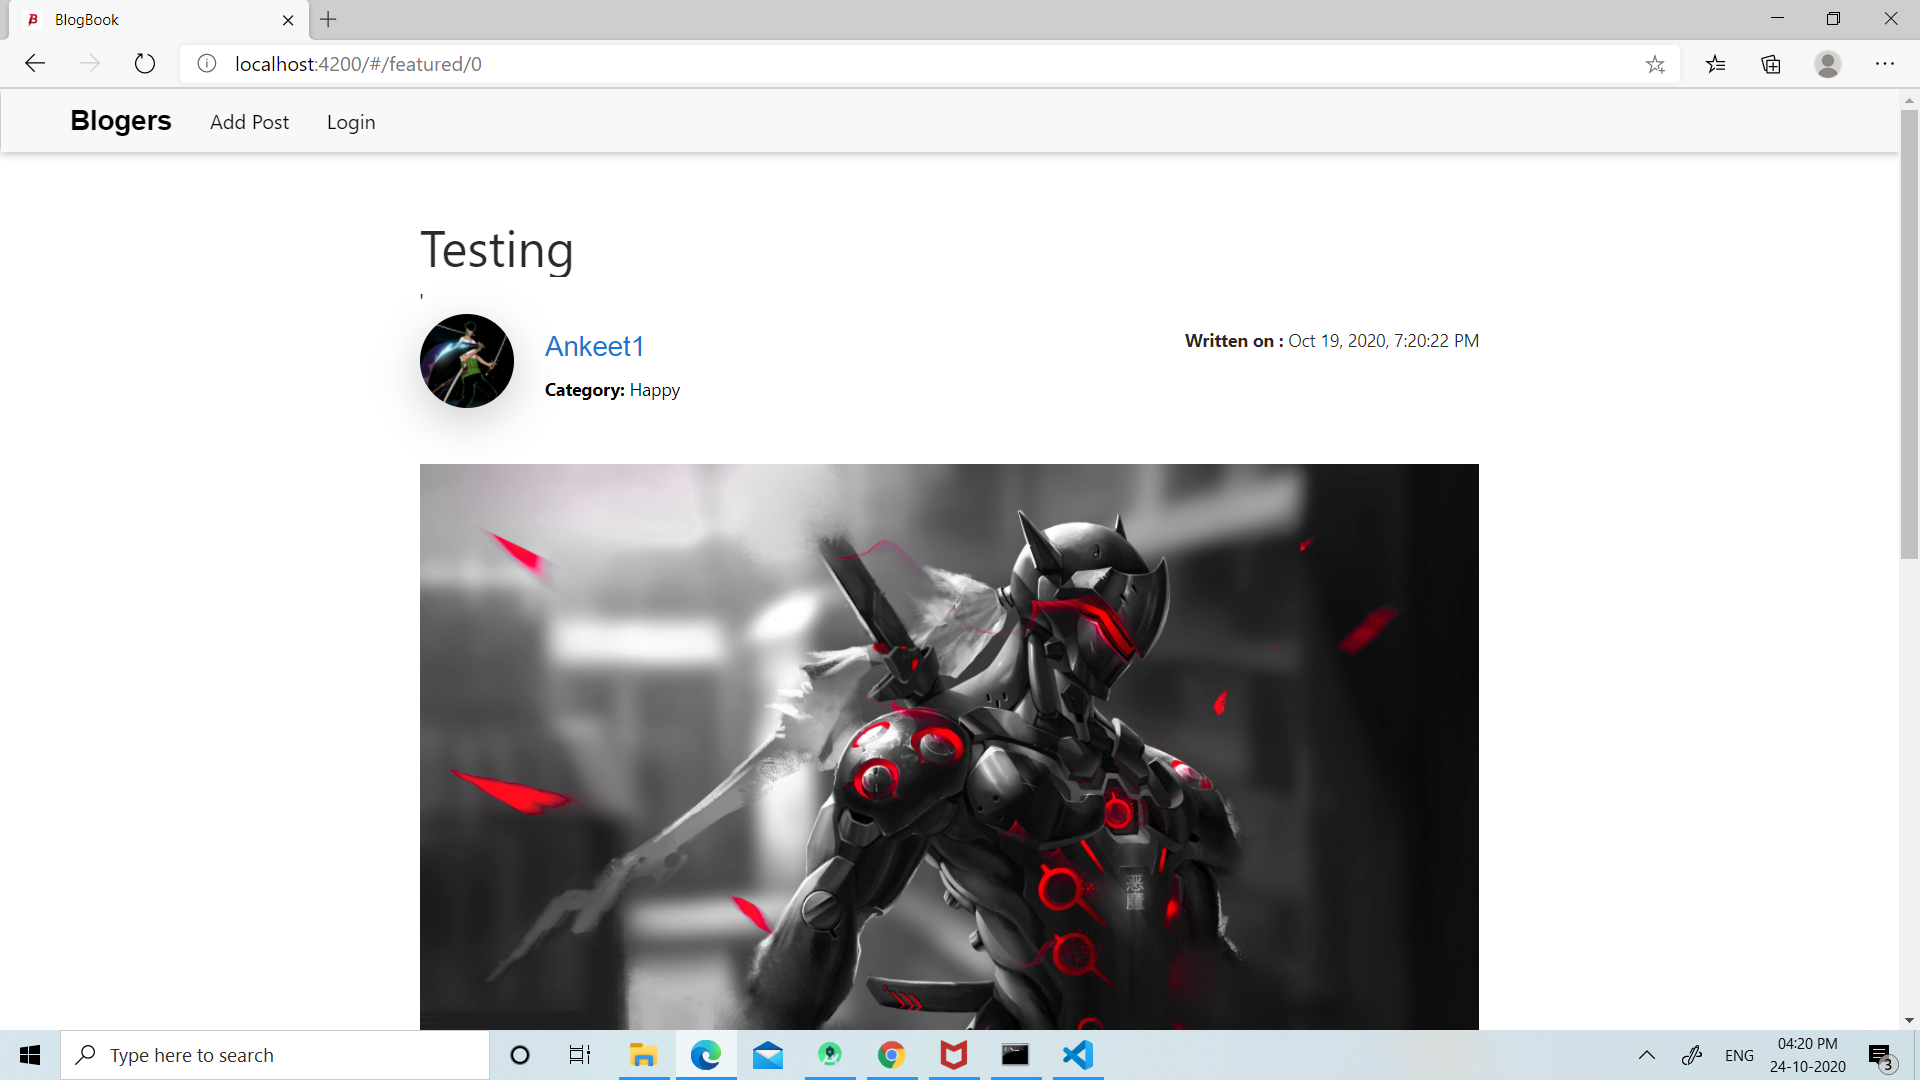 BlogBook
localhost:4200/#/featured/0
Blogers Add Post Login
Testing
'
Ankeet1
Written on : Oct 19, 2020, 7:20:22 PM
Category: Happy
恶
魔
Type here to search
ENG
04:20 PM
24-10-2020
3